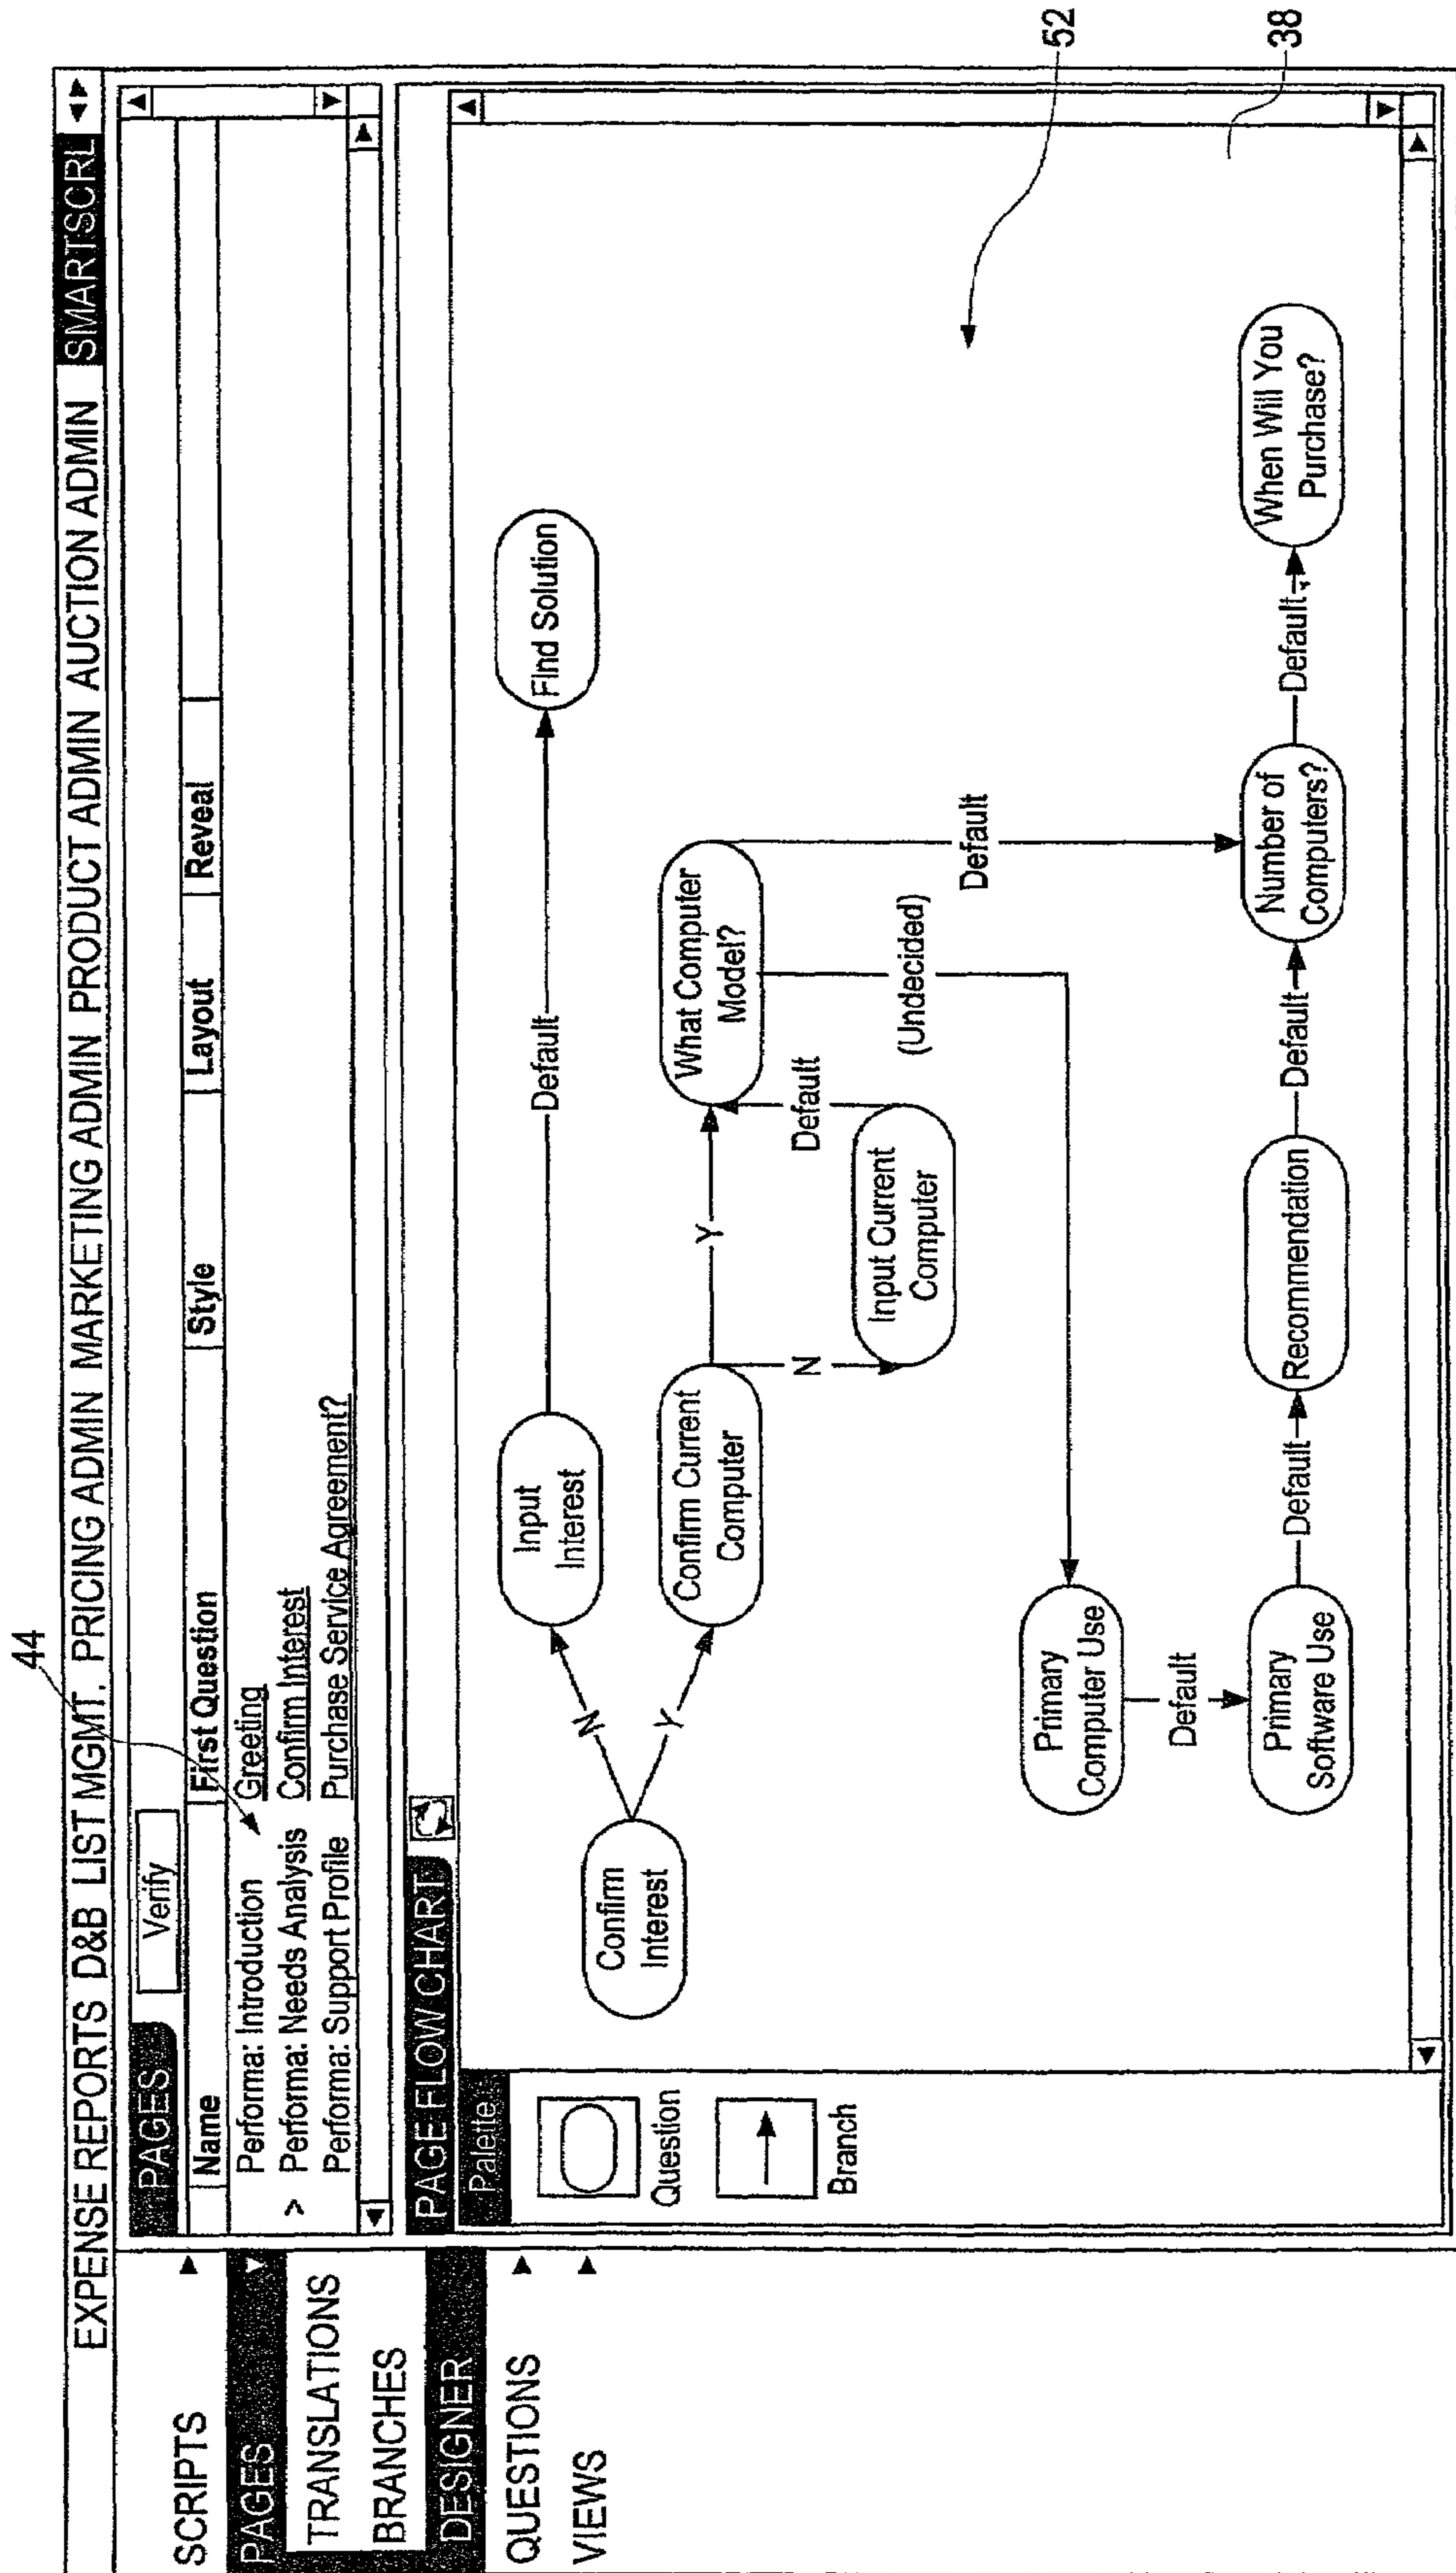 44
EXPENSE REPORTS D&B LIST MGMT. PRICING ADMIN MARKETING ADMIN PRODUCT ADMIN AUCTION ADMIN SMARTSCRL
SCRIPTS
PAGES
TRANSLATIONS
BRANCHES
DESIGNER
QUESTIONS
VIEWS
PAGES
Verify
Name First Question Style Layout Reveal
Performa: Introduction Greeting
> Performa: Needs Analysis Confirm Interest
Performa: Support Profile Purchase Service Agreement?
PAGE FLOW CHART
Palette
Question
Branch
Confirm
Interest
N
Y
Input
Interest
Default
Find Solution
Confirm Current
Computer
Y
N
Input Current
Computer
Default
What Computer
Model?
(Undecided)
Default
Primary
Computer Use
Default
Primary
Software Use
Default
Recommendation
Default
Number of
Computers?
Default
When Will You
Purchase?
52
38